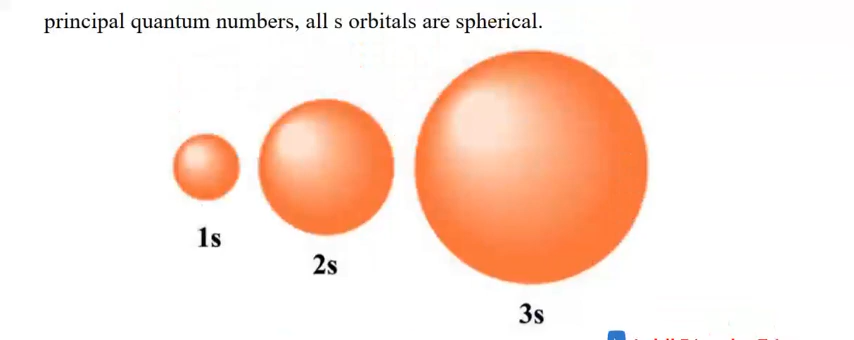 principal quantum numbers, all s orbitals are spherical.
1s
2s
3s